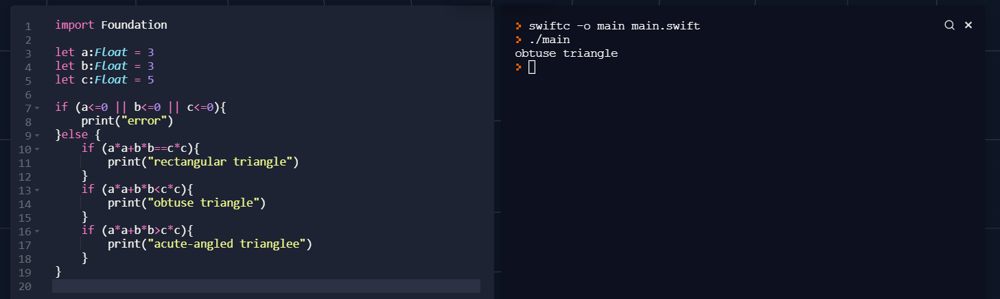 1 import Foundation
2
3 let a:Float = 3
4 let b:Float = 3
5 let c:Float = 5
6
7 if (a<=0 || b<=0 || c<=0){
8     print("error")
9 }else {
10     if (a*a+b*b==c*c){
11         print("rectangular triangle")
12     }
13     if (a*a+b*b<c*c){
14         print("obtuse triangle")
15     }
16     if (a*a+b*b>c*c){
17         print("acute-angled trianglee")
18     }
19 }
20
swiftc -o main main.swift
./main
obtuse triangle